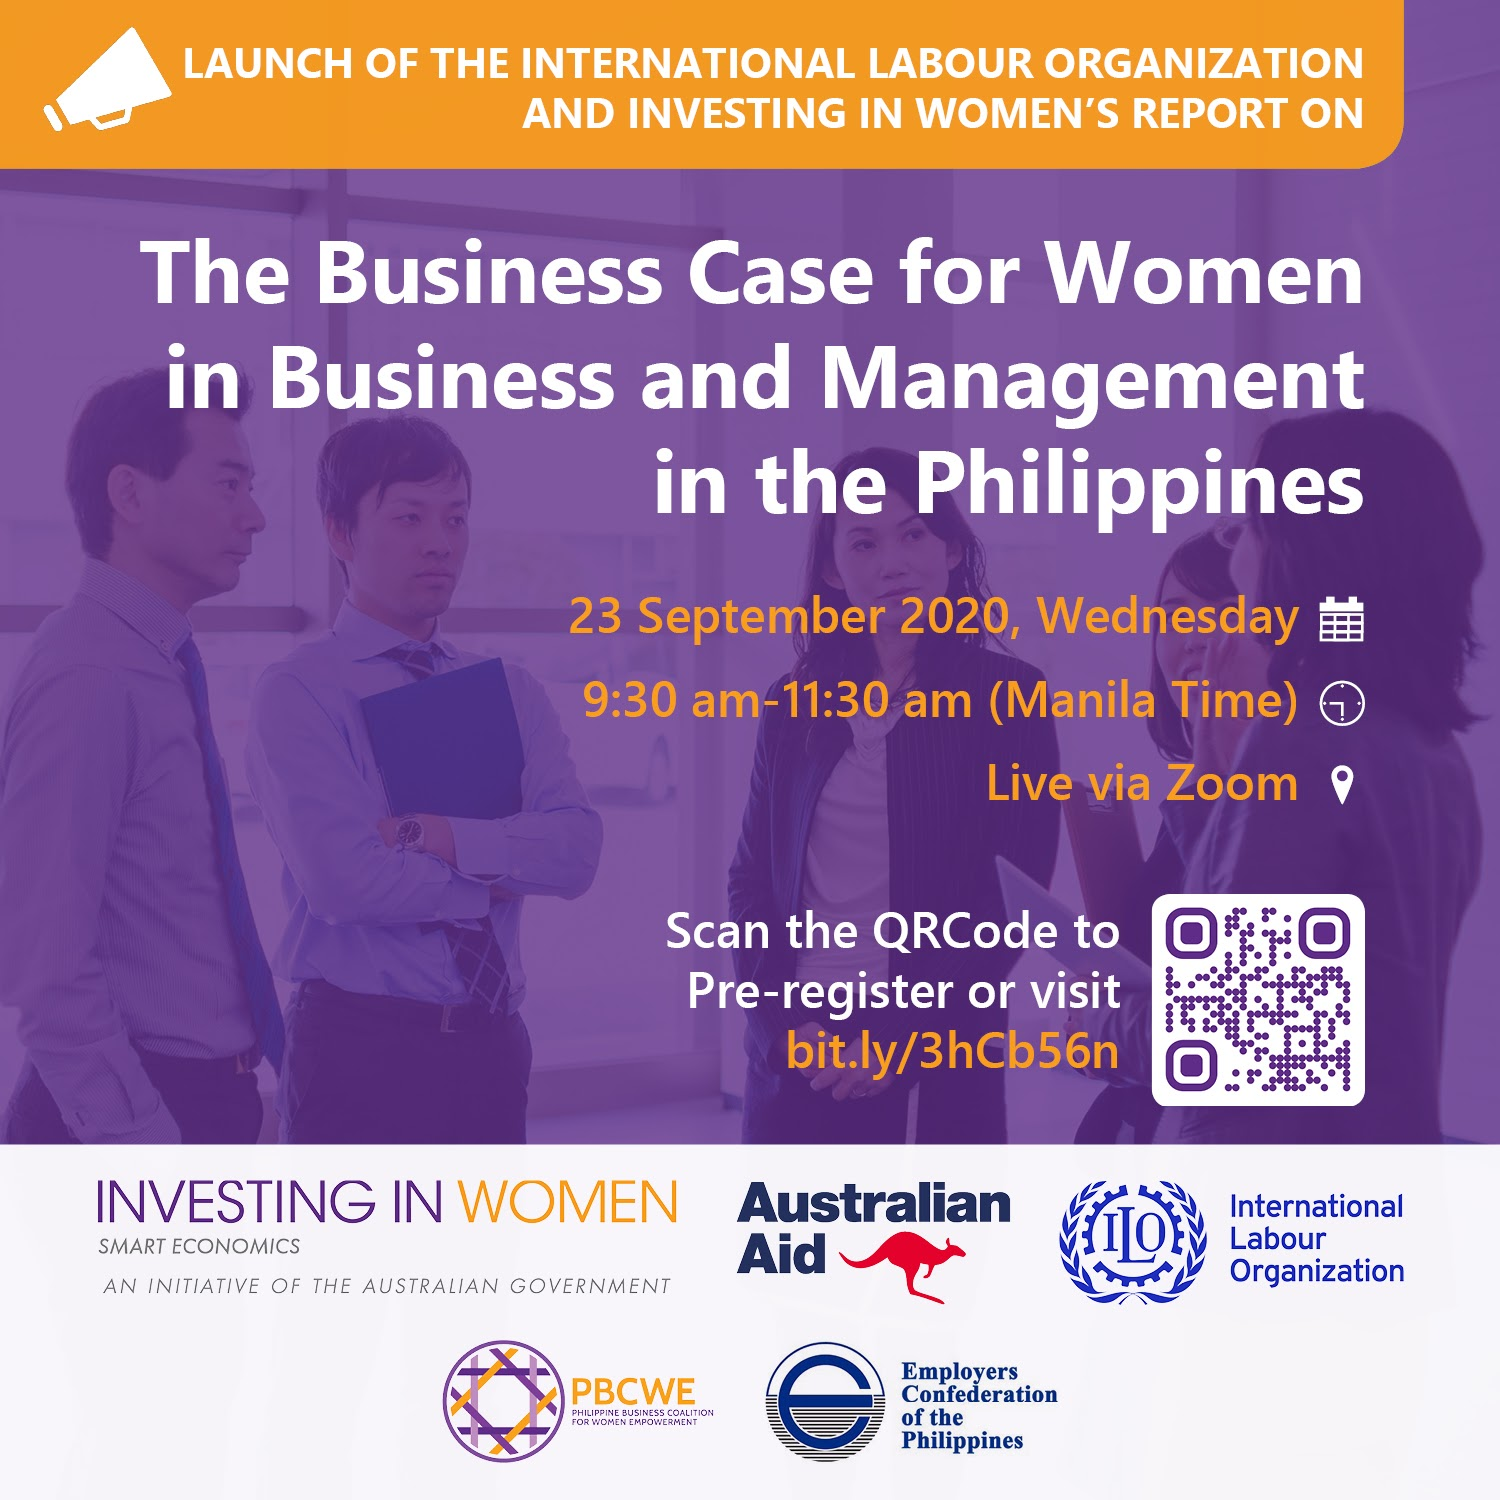 LAUNCH OF THE INTERNATIONAL LABOUR ORGANIZATION
AND INVESTING IN WOMEN'S REPORT ON
The Business Case for Women
in Business and Management
in the Philippines
23 September 2020, Wednesday
9:30 am-11:30 am (Manila Time)
Live via Zoom
Scan the QRCode to
Pre-register or visit
bit.ly/3hCb56n
INVESTING IN WOMEN
SMART ECONOMICS
AN INITIATIVE OF THE AUSTRALIAN GOVERNMENT
Australian
Aid
ILO
International
Labour
Organization
PBCWE
PHILIPPINE BUSINESS COALITION
FOR WOMEN EMPOWERMENT
e
Employers
Confederation
of the
Philippines